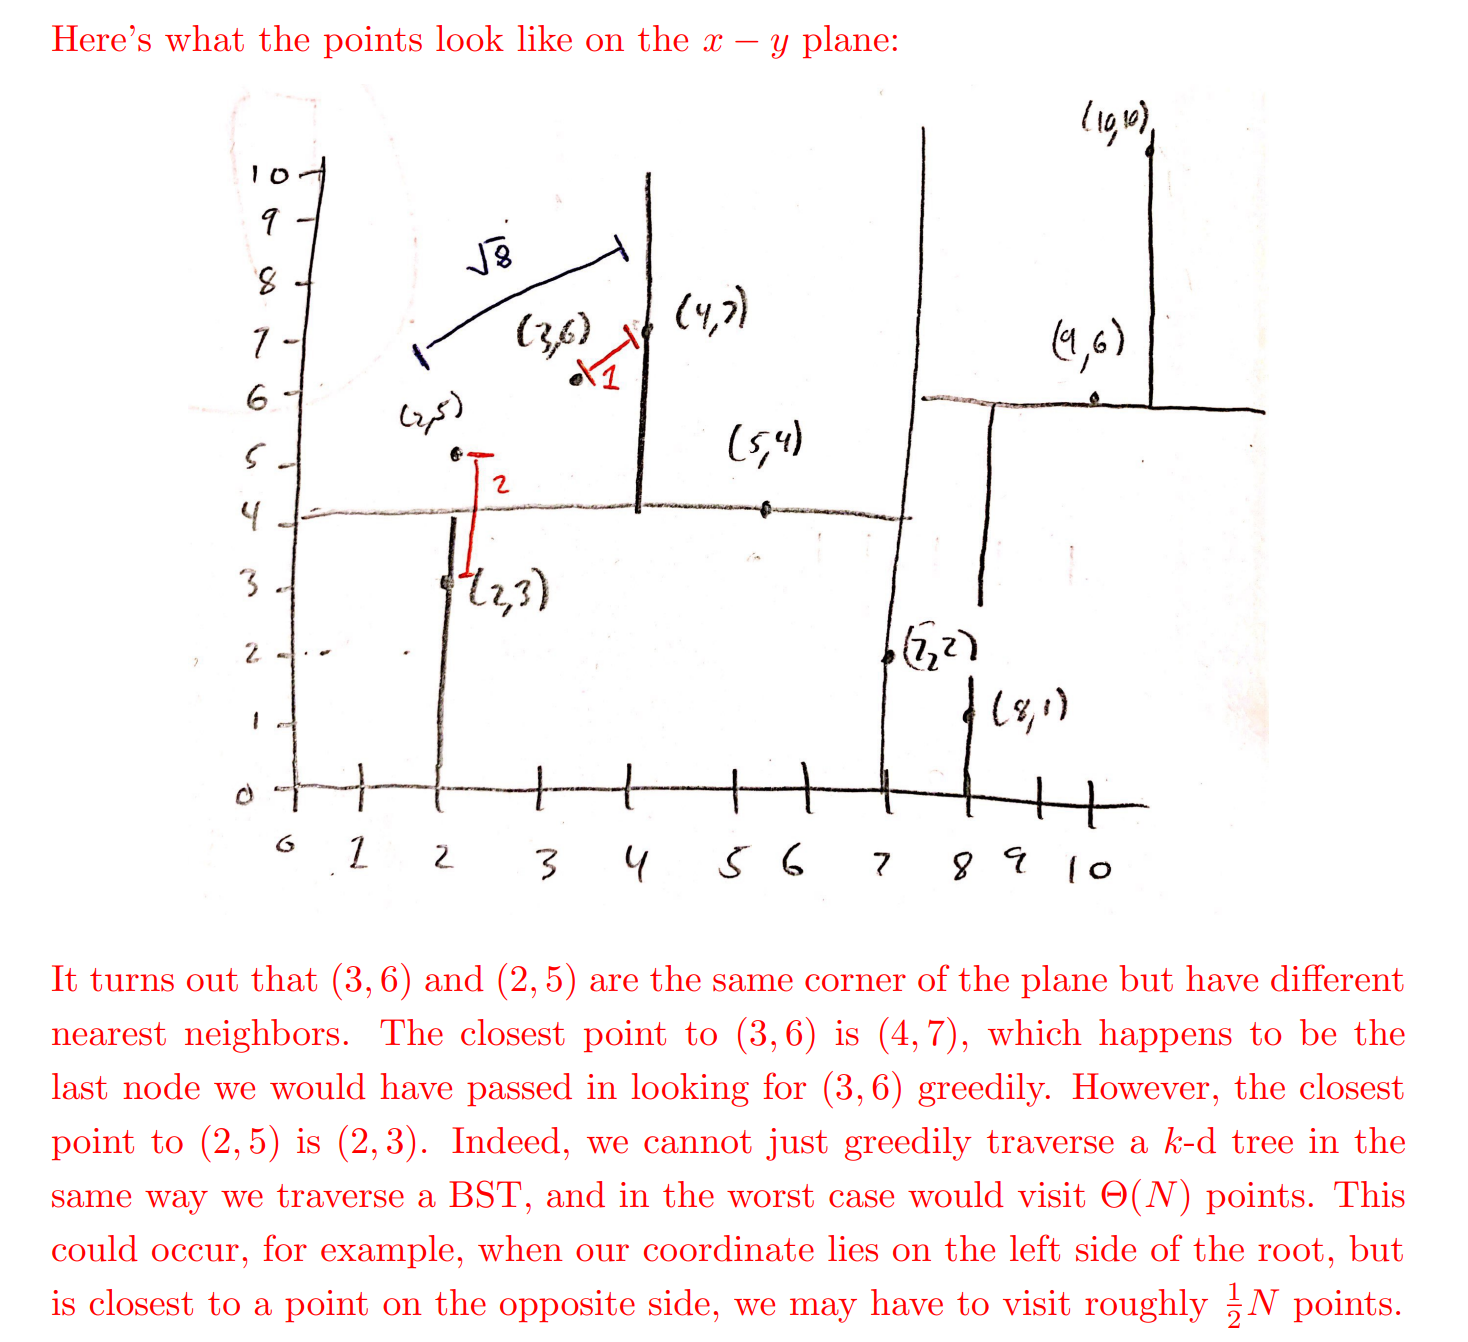 Here's what the points look like on the x − y plane:
(10,10)
10
9
√8
8
(3,6)
(4,7)
7
1
(9,6)
6
(2,5)
(5,4)
5
2
4
3
(2,3)
2
(7,2)
1
(8,1)
0
0 1 2 3 4 5 6 7 8 9 10
It turns out that (3, 6) and (2, 5) are the same corner of the plane but have different
nearest neighbors. The closest point to (3, 6) is (4, 7), which happens to be the
last node we would have passed in looking for (3, 6) greedily. However, the closest
point to (2, 5) is (2, 3). Indeed, we cannot just greedily traverse a k-d tree in the
same way we traverse a BST, and in the worst case would visit Θ(N) points. This
could occur, for example, when our coordinate lies on the left side of the root, but
is closest to a point on the opposite side, we may have to visit roughly ½N points.